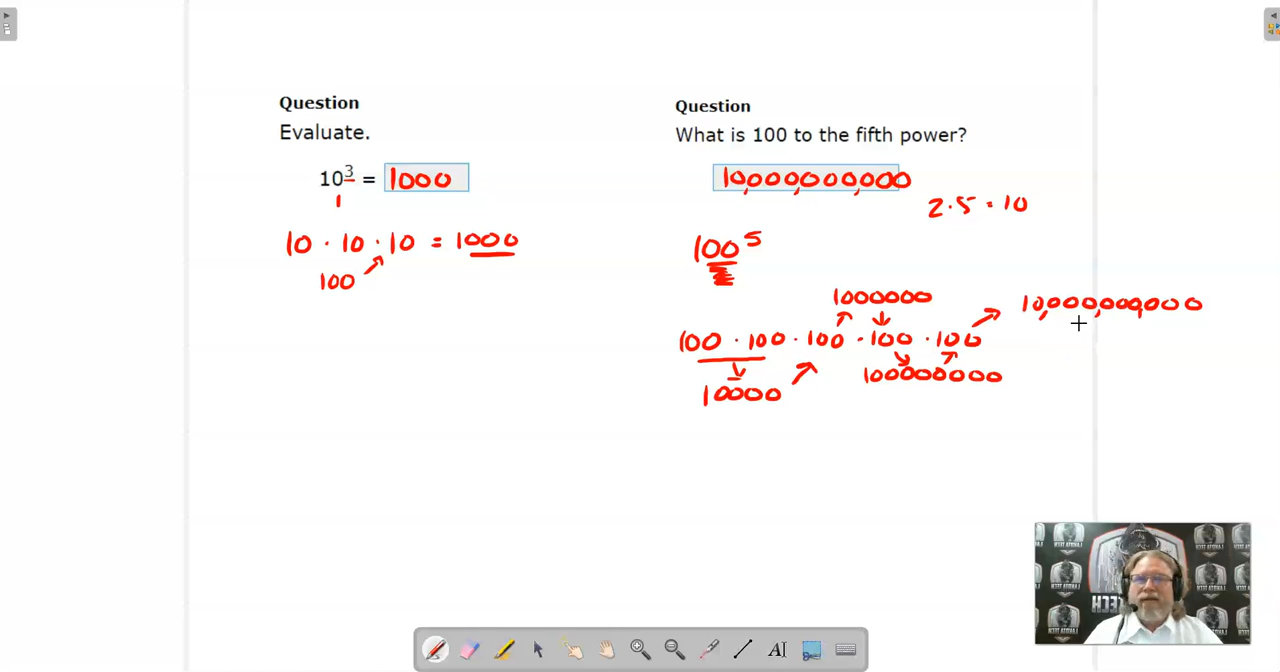 Question
Evaluate.
10³ = 1000
1
10 · 10 · 10 = 1000
100
Question
What is 100 to the fifth power?
10,000,000,000
2 · 5 = 10
100⁵
1000000
10,000,000,000
100 · 100 · 100 · 100 · 100
100000000
10000
AI